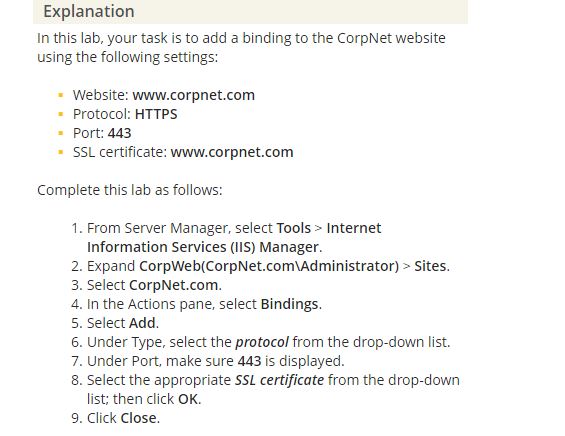 Explanation
In this lab, your task is to add a binding to the CorpNet website
using the following settings:
▪ Website: www.corpnet.com
▪ Protocol: HTTPS
▪ Port: 443
▪ SSL certificate: www.corpnet.com
Complete this lab as follows:
1. From Server Manager, select Tools > Internet
Information Services (IIS) Manager.
2. Expand CorpWeb(CorpNet.com\Administrator) > Sites.
3. Select CorpNet.com.
4. In the Actions pane, select Bindings.
5. Select Add.
6. Under Type, select the protocol from the drop-down list.
7. Under Port, make sure 443 is displayed.
8. Select the appropriate SSL certificate from the drop-down
list; then click OK.
9. Click Close.